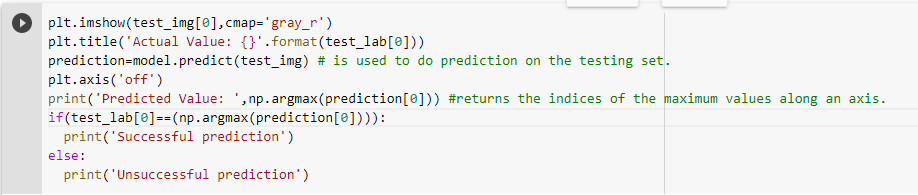 plt.imshow(test_img[0],cmap='gray_r')
plt.title('Actual Value: {}'.format(test_lab[0]))
prediction=model.predict(test_img) # is used to do prediction on the testing set.
plt.axis('off')
print('Predicted Value: ',np.argmax(prediction[0])) #returns the indices of the maximum values along an axis.
if(test_lab[0]==(np.argmax(prediction[0]))):
  print('Successful prediction')
else:
  print('Unsuccessful prediction')